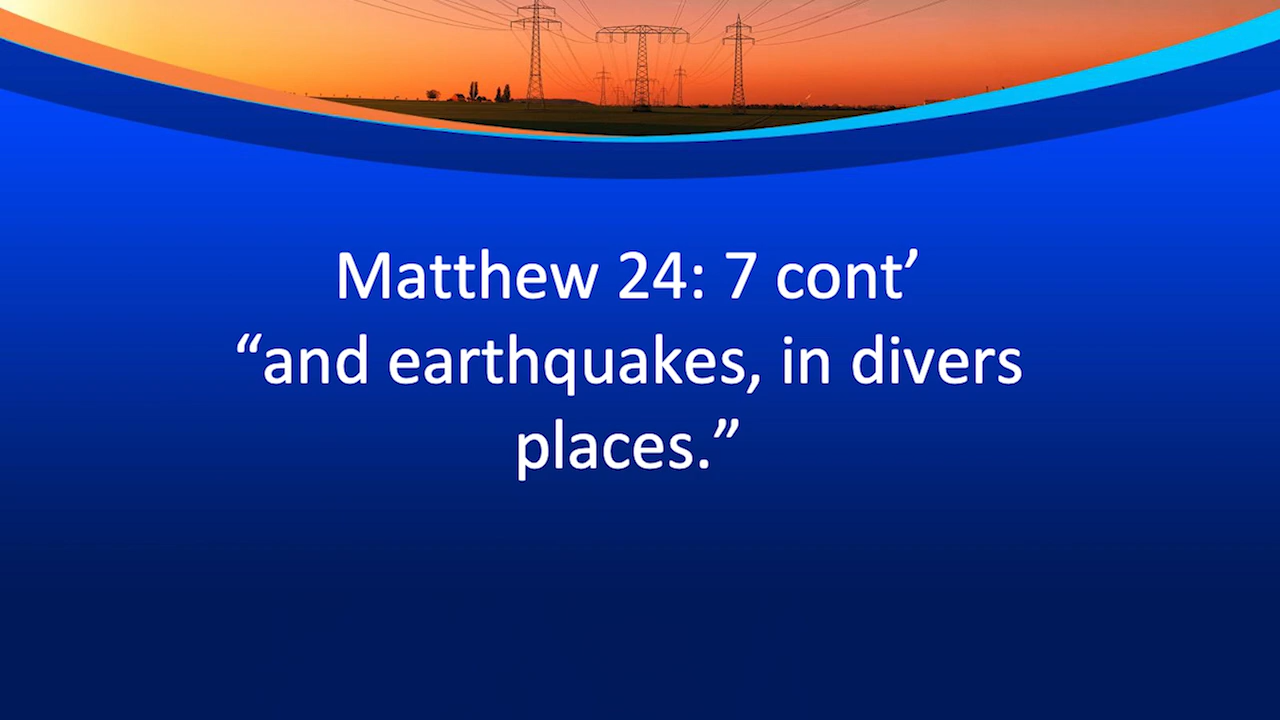 Matthew 24: 7 cont’
“and earthquakes, in divers
places.”